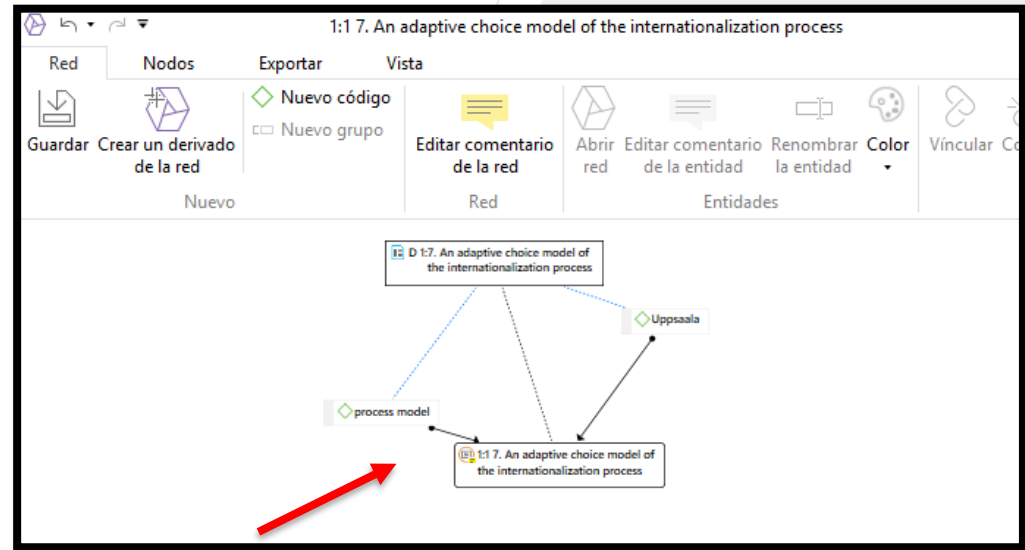 1:1 7. An adaptive choice model of the internationalization process
Red Nodos Exportar Vista
Guardar
Crear un derivado
de la red
Nuevo código
Nuevo grupo
Nuevo
Editar comentario
de la red
Red
Abrir
red
Editar comentario
de la entidad
Renombrar
la entidad
Color
Entidades
Víncular
D 1:7. An adaptive choice model of
the internationalization process
Uppsaala
process model
1:1 7. An adaptive choice model of
the internationalization process